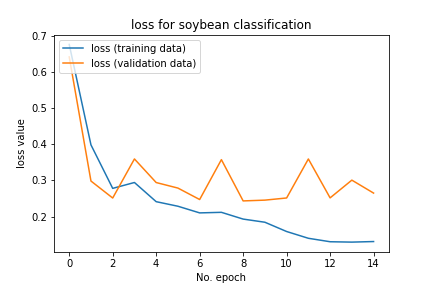 loss for soybean classification
loss (training data)
loss (validation data)
loss value
0.7
0.6
0.5
0.4
0.3
0.2
0 2 4 6 8 10 12 14
No. epoch